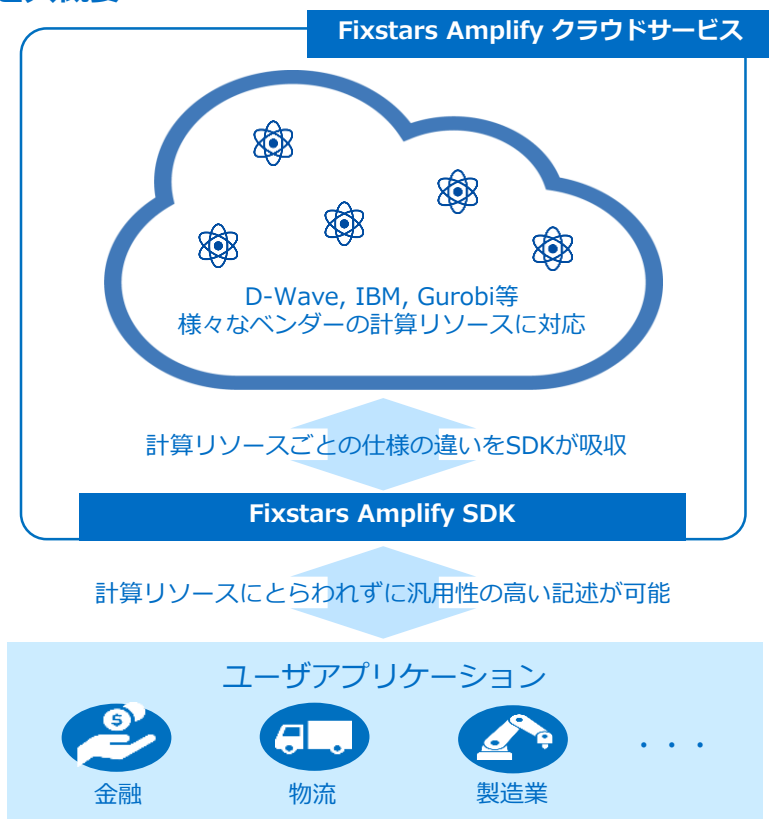 Fixstars Amplify クラウドサービス
D-Wave, IBM, Gurobi等
様々なベンダーの計算リソースに対応
計算リソースごとの仕様の違いをSDKが吸収
Fixstars Amplify SDK
計算リソースにとらわれずに汎用性の高い記述が可能
ユーザアプリケーション
$
金融
物流
製造業
・・・